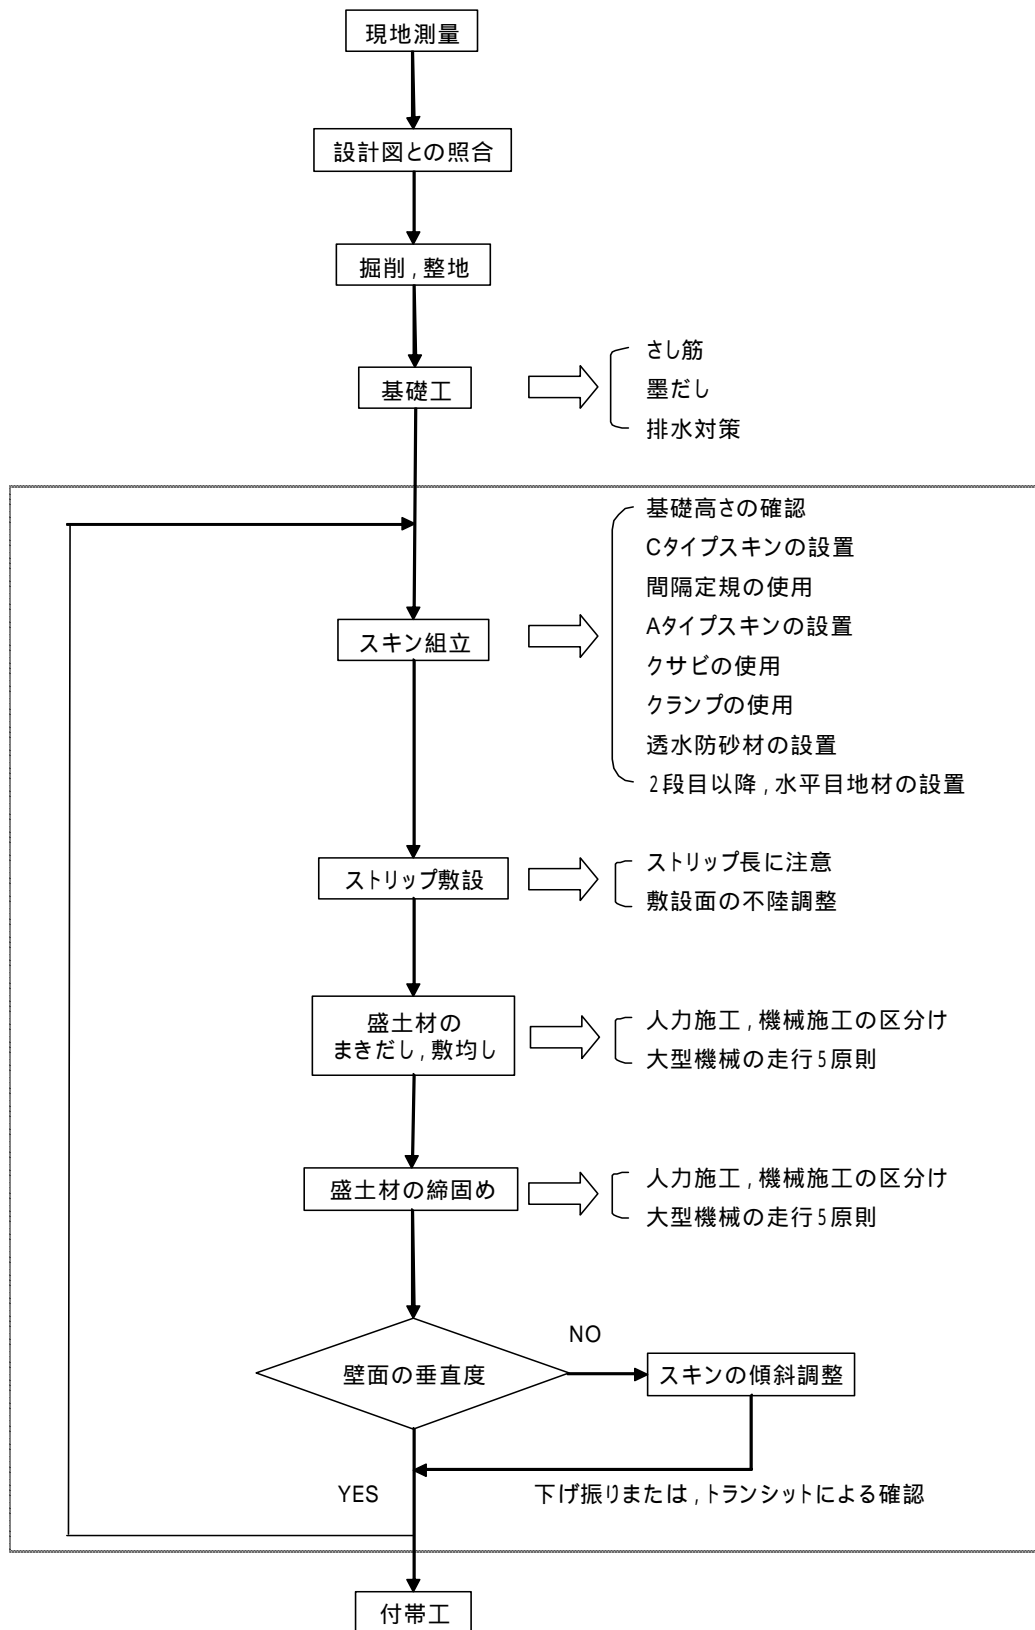 現地測量
設計図との照合
掘削,整地
基礎工
さし筋
墨だし
排水対策
スキン組立
基礎高さの確認
Cタイプスキンの設置
間隔定規の使用
Aタイプスキンの設置
クサビの使用
クランプの使用
透水防砂材の設置
2段目以降,水平目地材の設置
ストリップ敷設
ストリップ長に注意
敷設面の不陸調整
盛土材の
まきだし,敷均し
人力施工,機械施工の区分け
大型機械の走行5原則
盛土材の締固め
人力施工,機械施工の区分け
大型機械の走行5原則
壁面の垂直度
NO
スキンの傾斜調整
YES
下げ振りまたは,トランシットによる確認
付帯工